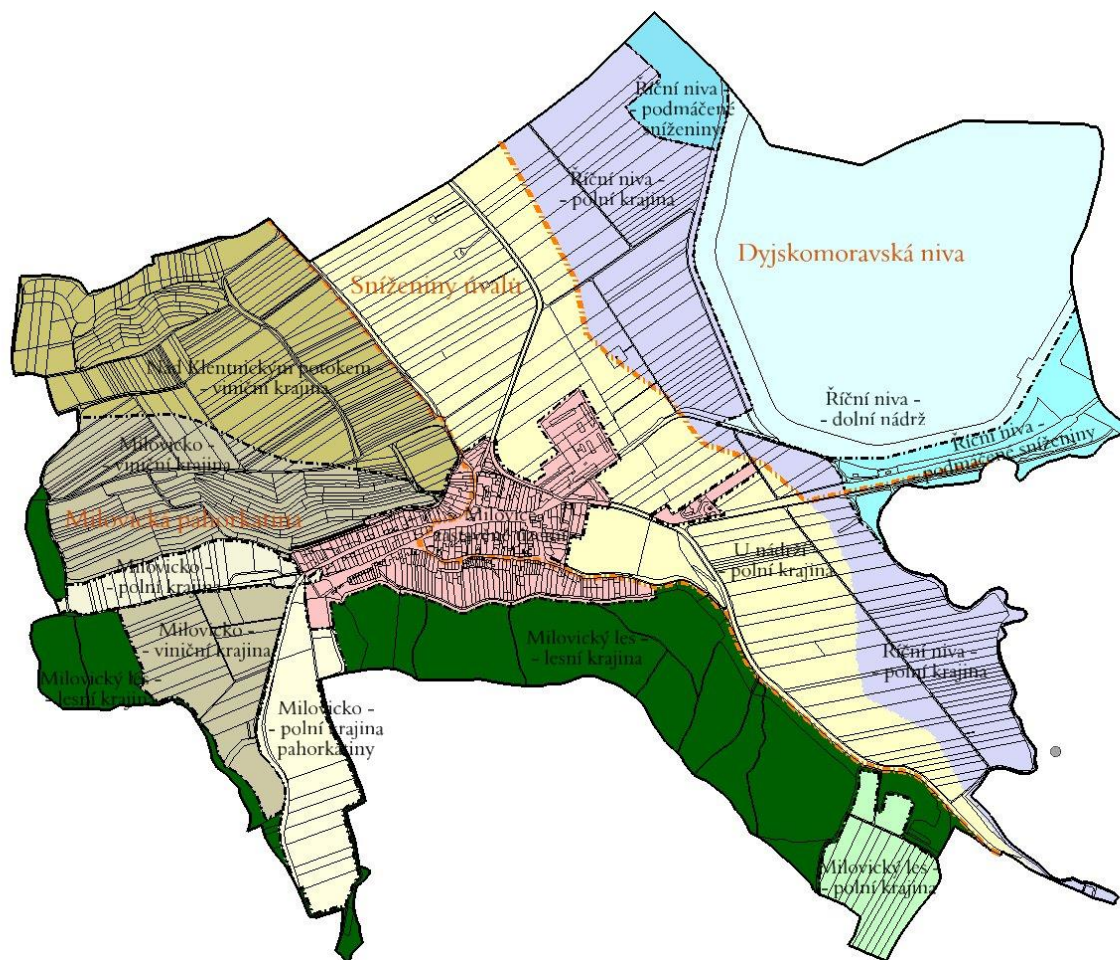 Říční niva -
- podmáčené
sníženiny
Říční niva -
- polní krajina
Dyjskomoravská niva
Sníženiny úvalů
Nad Klentnickým potokem -
- viniční krajina
Říční niva -
- dolní nádrž
Říční niva -
- podmáčené sníženiny
Milovicko -
- viniční krajina
Milovická pahorkatina
Milovice -
- zastavěné území
U nádrží -
- polní krajina
Milovicko -
- polní krajina
Milovicko -
- viniční krajina
Milovický les -
- lesní krajina
Říční niva -
- polní krajina
Milovický les -
- lesní krajina
Milovicko -
- polní krajina
pahorkatiny
Milovický les -
- polní krajina